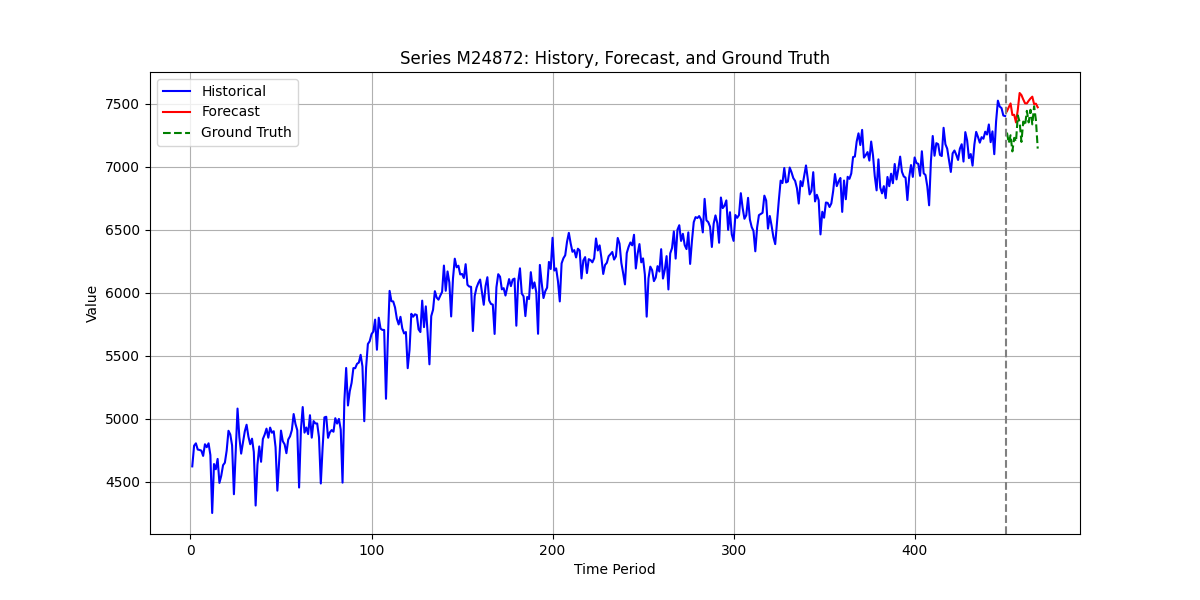 Series M24872: History, Forecast, and Ground Truth
Historical
Forecast
Ground Truth
7500
7000
6500
6000
5500
5000
4500
Value
0 100 200 300 400
Time Period